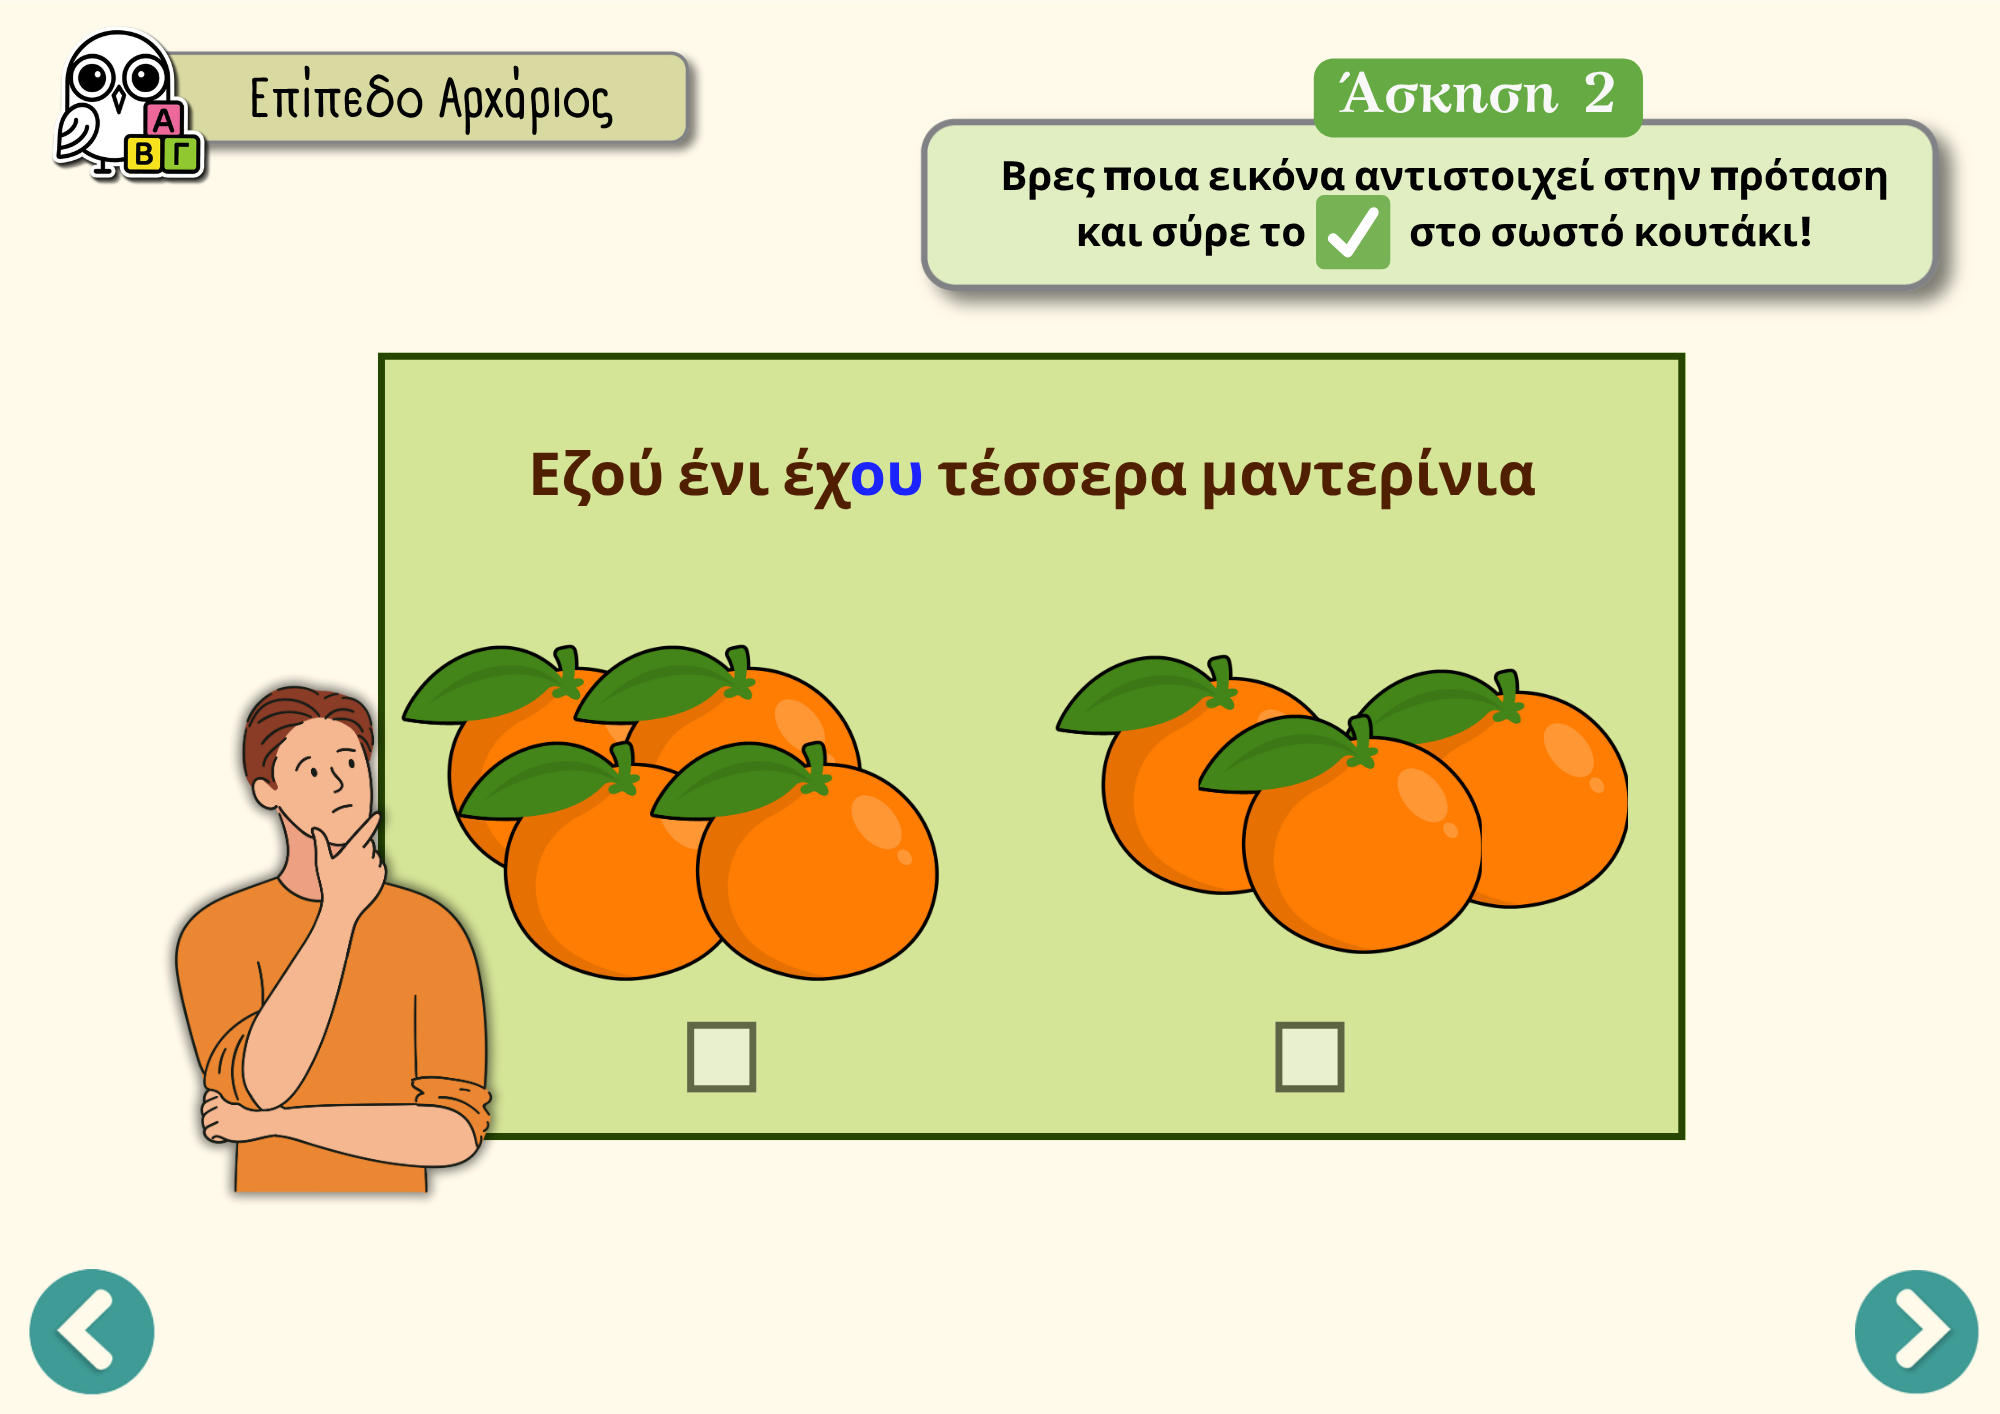 Επίπεδο Αρχάριος
Α
Β Γ
Άσκηση 2
Βρες ποια εικόνα αντιστοιχεί στην πρόταση
και σύρε το ✓ στο σωστό κουτάκι!
Εζού ένι έχου τέσσερα μαντερίνια